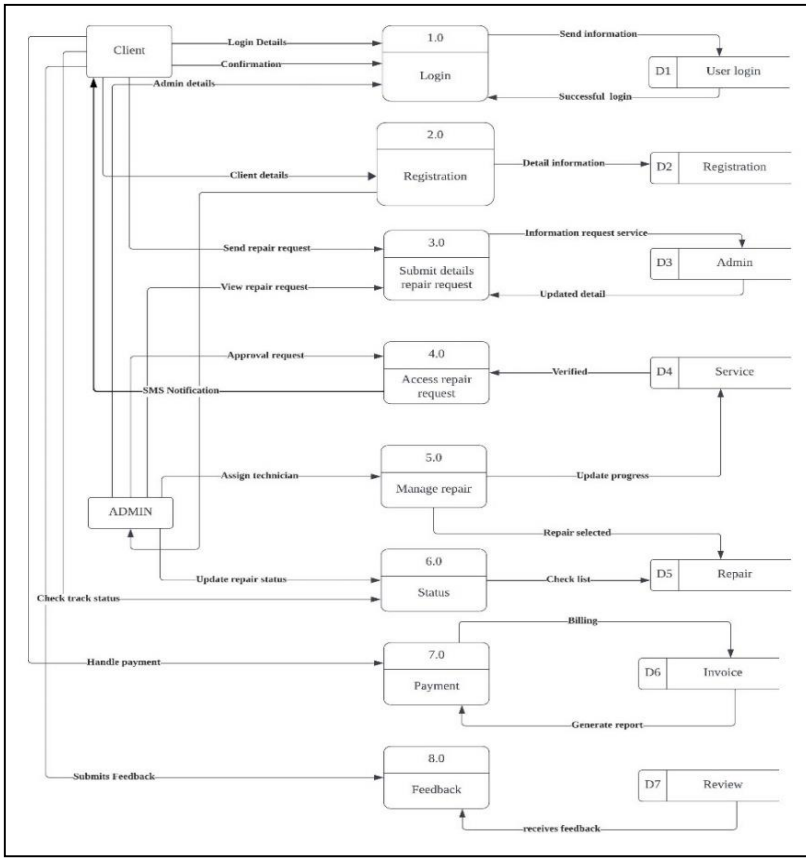 Client
Login Details
Confirmation
Admin details
1.0
Login
Send information
Successful login
D1
User login
2.0
Registration
Client details
Detail information
D2
Registration
3.0
Submit details
repair request
Send repair request
View repair request
Information request service
Updated detail
D3
Admin
4.0
Access repair
request
Approval request
SMS Notification
Verified
D4
Service
5.0
Manage repair
Assign technician
Update progress
Repair selected
ADMIN
6.0
Status
Update repair status
Check track status
Check list
D5
Repair
7.0
Payment
Handle payment
Billing
Generate report
D6
Invoice
8.0
Feedback
Submits Feedback
receives feedback
D7
Review